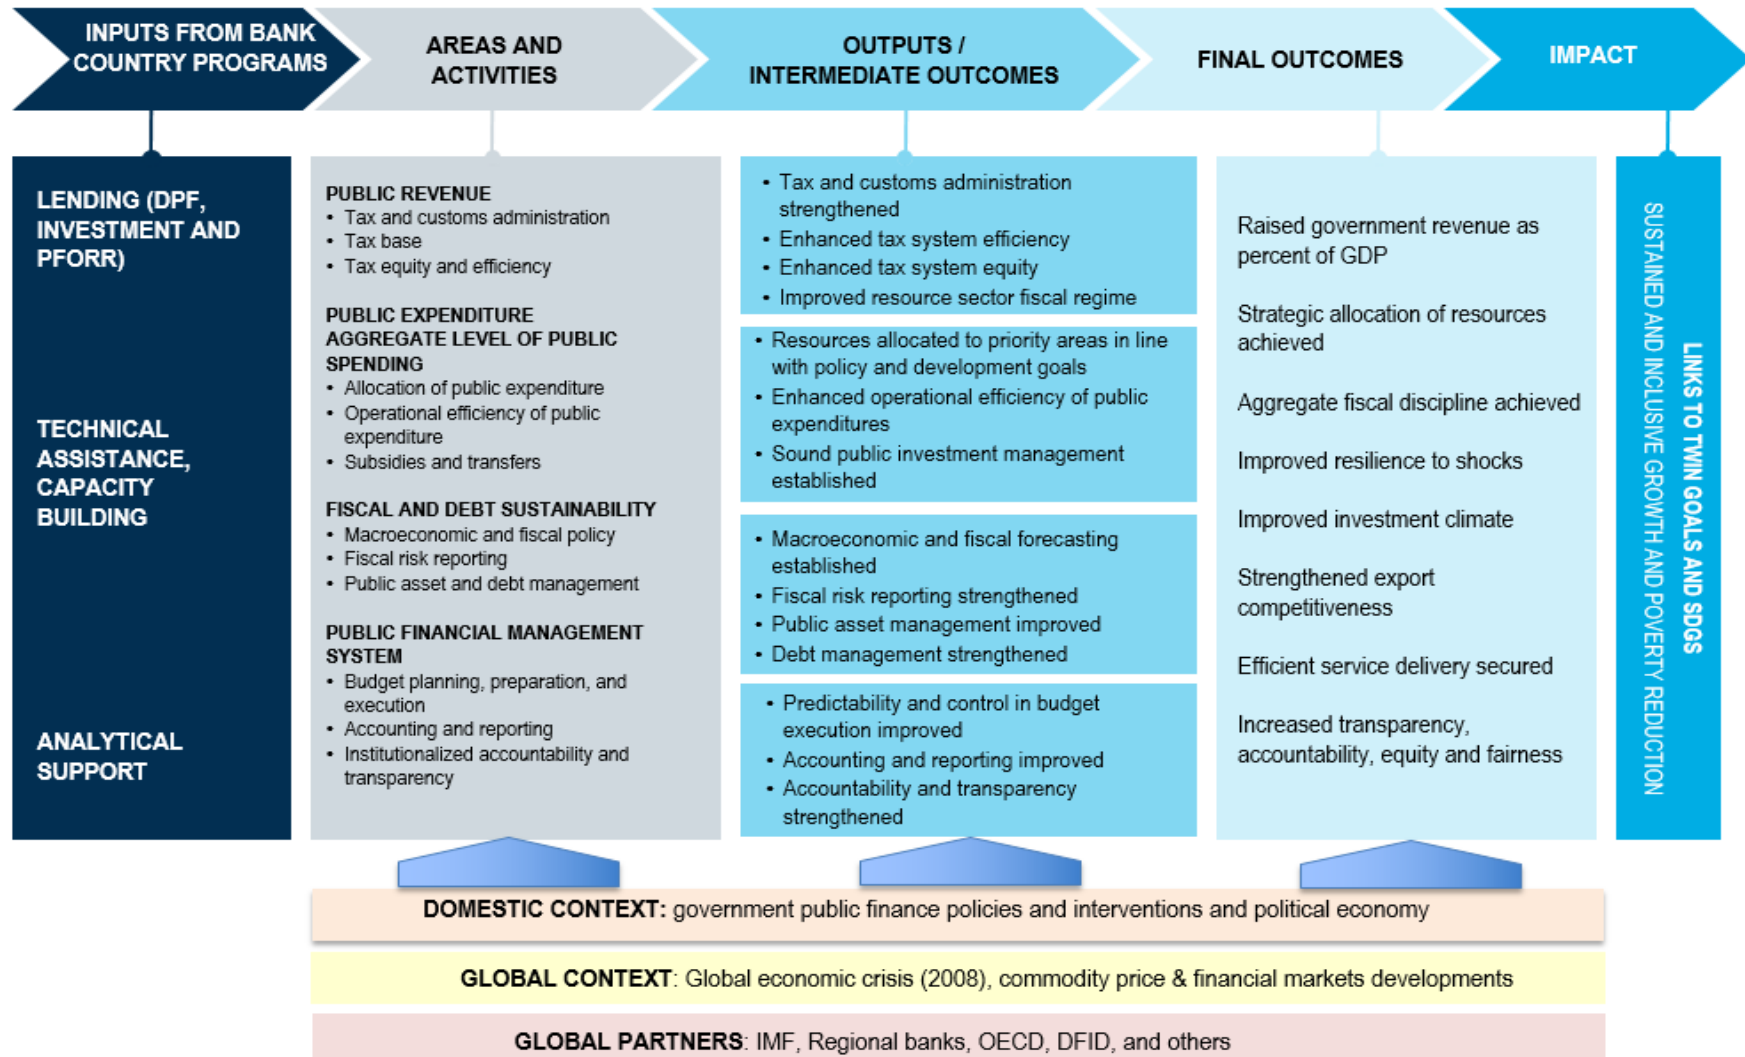 INPUTS FROM BANK
COUNTRY PROGRAMS
AREAS AND
ACTIVITIES
OUTPUTS /
INTERMEDIATE OUTCOMES
FINAL OUTCOMES
IMPACT
LENDING (DPF,
INVESTMENT AND
PFORR)
TECHNICAL
ASSISTANCE,
CAPACITY
BUILDING
ANALYTICAL
SUPPORT
PUBLIC REVENUE
• Tax and customs administration
• Tax base
• Tax equity and efficiency
PUBLIC EXPENDITURE
AGGREGATE LEVEL OF PUBLIC
SPENDING
• Allocation of public expenditure
• Operational efficiency of public
expenditure
• Subsidies and transfers
FISCAL AND DEBT SUSTAINABILITY
• Macroeconomic and fiscal policy
• Fiscal risk reporting
• Public asset and debt management
PUBLIC FINANCIAL MANAGEMENT
SYSTEM
• Budget planning, preparation, and
execution
• Accounting and reporting
• Institutionalized accountability and
transparency
• Tax and customs administration
strengthened
• Enhanced tax system efficiency
• Enhanced tax system equity
• Improved resource sector fiscal regime
• Resources allocated to priority areas in line
with policy and development goals
• Enhanced operational efficiency of public
expenditures
• Sound public investment management
established
• Macroeconomic and fiscal forecasting
established
• Fiscal risk reporting strengthened
• Public asset management improved
• Debt management strengthened
• Predictability and control in budget
execution improved
• Accounting and reporting improved
• Accountability and transparency
strengthened
Raised government revenue as
percent of GDP
Strategic allocation of resources
achieved
Aggregate fiscal discipline achieved
Improved resilience to shocks
Improved investment climate
Strengthened export
competitiveness
Efficient service delivery secured
Increased transparency,
accountability, equity and fairness
LINKS TO TWIN GOALS AND SDGS
SUSTAINED AND INCLUSIVE GROWTH AND POVERTY REDUCTION
DOMESTIC CONTEXT: government public finance policies and interventions and political economy
GLOBAL CONTEXT: Global economic crisis (2008), commodity price & financial markets developments
GLOBAL PARTNERS: IMF, Regional banks, OECD, DFID, and others